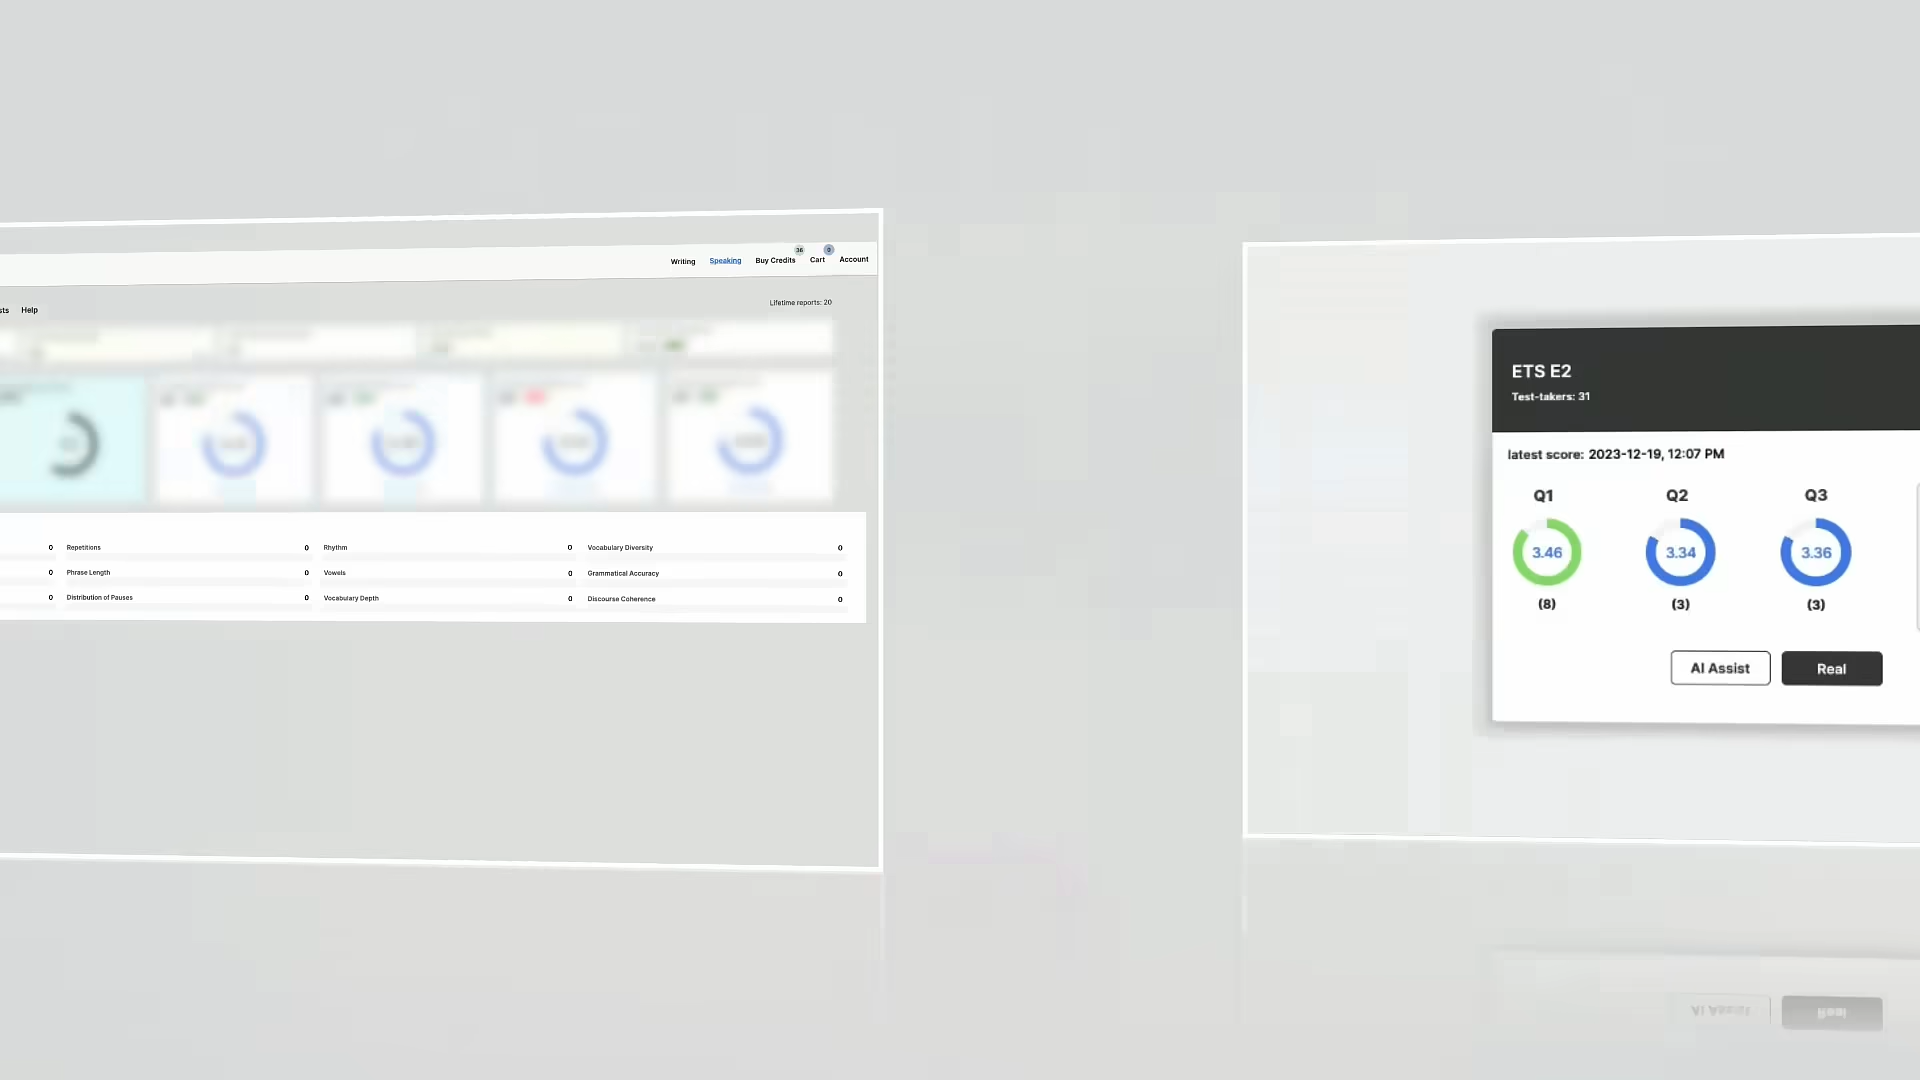 36 0
Writing Speaking Buy Credits Cart Account
sts Help
Lifetime reports: 20
0 Repetitions 0 Rhythm 0 Vocabulary Diversity 0
0 Phrase Length 0 Vowels 0 Grammatical Accuracy 0
0 Distribution of Pauses 0 Vocabulary Depth 0 Discourse Coherence 0
ETS E2
Test-takers: 31
latest score: 2023-12-19, 12:07 PM
Q1 Q2 Q3
3.46 3.34 3.36
(8) (3) (3)
AI Assist Real